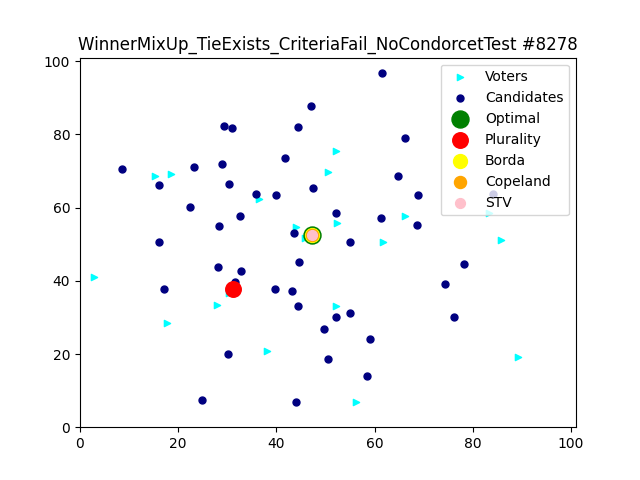 WinnerMixUp_TieExists_CriteriaFail_NoCondorcetTest #8278
100
80
60
40
20
0
0 20 40 60 80 100
Voters
Candidates
Optimal
Plurality
Borda
Copeland
STV